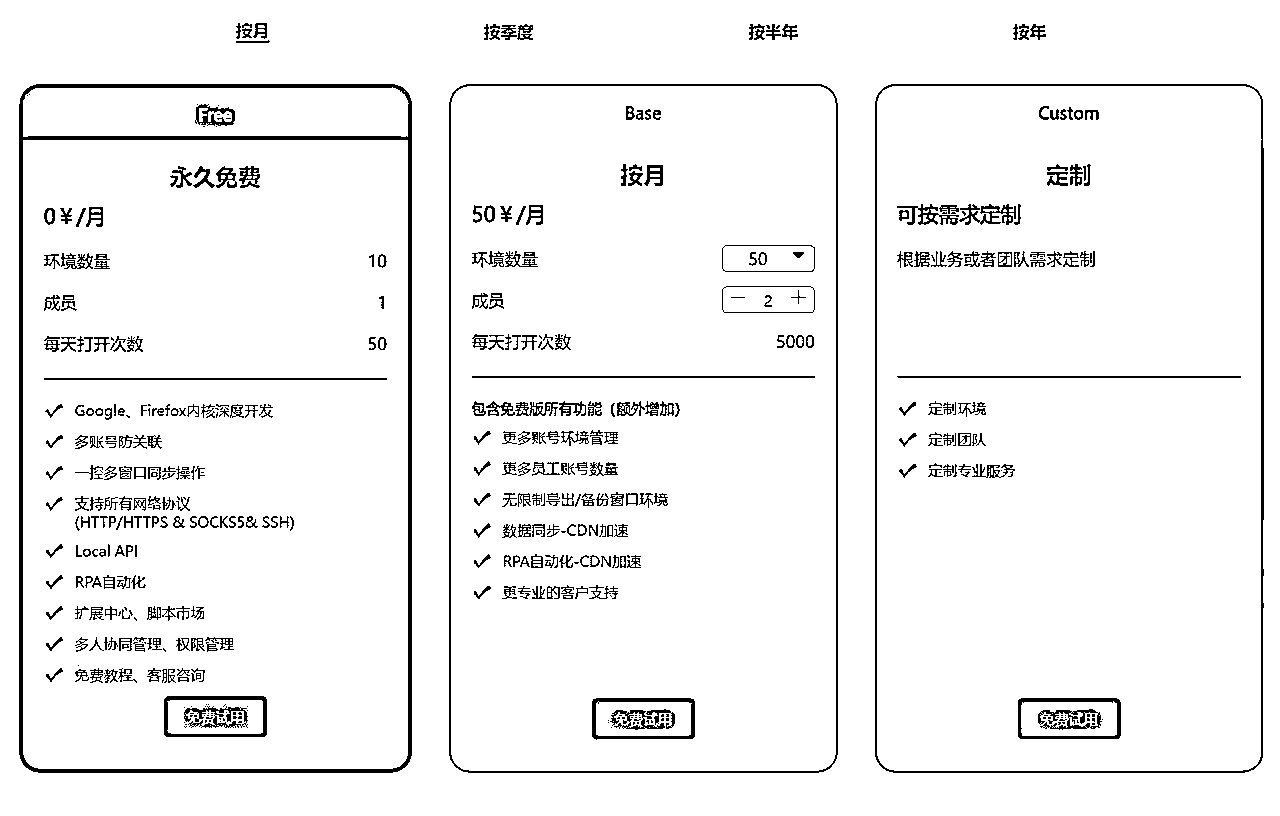 按月 按季度 按半年 按年
Free
永久免费
0¥/月
环境数量 10
成员 1
每天打开次数 50
Google、Firefox内核深度开发
多账号防关联
一控多窗口同步操作
支持所有网络协议
(HTTP/HTTPS & SOCKS5& SSH)
Local API
RPA自动化
扩展中心、脚本市场
多人协同管理、权限管理
免费教程、客服咨询
免费试用
Base
按月
50¥/月
环境数量 50
成员 2
每天打开次数 5000
包含免费版所有功能（额外增加）
更多账号环境管理
更多员工账号数量
无限制导出/备份窗口环境
数据同步-CDN加速
RPA自动化-CDN加速
更专业的客户支持
免费试用
Custom
定制
可按需求定制
根据业务或者团队需求定制
定制环境
定制团队
定制专业服务
免费试用